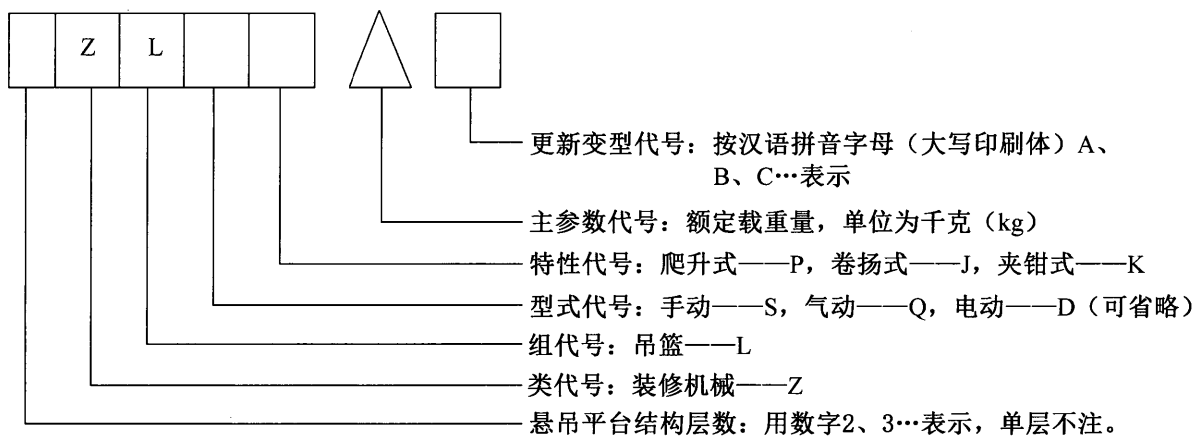 Z L
更新变型代号：按汉语拼音字母（大写印刷体）A、
B、C…表示
主参数代号：额定载重量，单位为千克（kg）
特性代号：爬升式——P，卷扬式——J，夹钳式——K
型式代号：手动——S，气动——Q，电动——D（可省略）
组代号：吊篮——L
类代号：装修机械——Z
悬吊平台结构层数：用数字2、3…表示，单层不注。